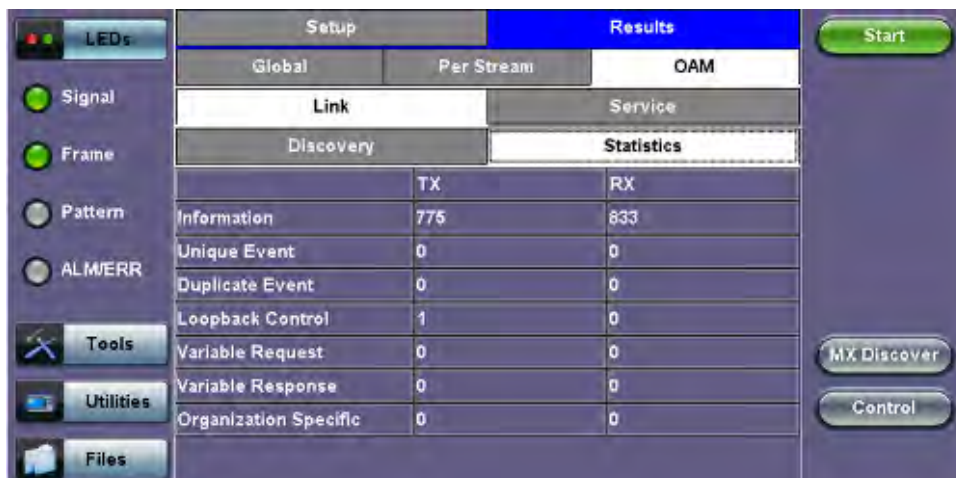 LEDs
Setup Results
Start
Global Per Stream OAM
Signal
Link Service
Frame
Discovery Statistics
TX RX
Pattern
Information 775 833
Unique Event 0 0
ALM/ERR
Duplicate Event 0 0
Loopback Control 1 0
Tools
Variable Request 0 0
MX Discover
Variable Response 0 0
Utilities
Control
Organization Specific 0 0
Files